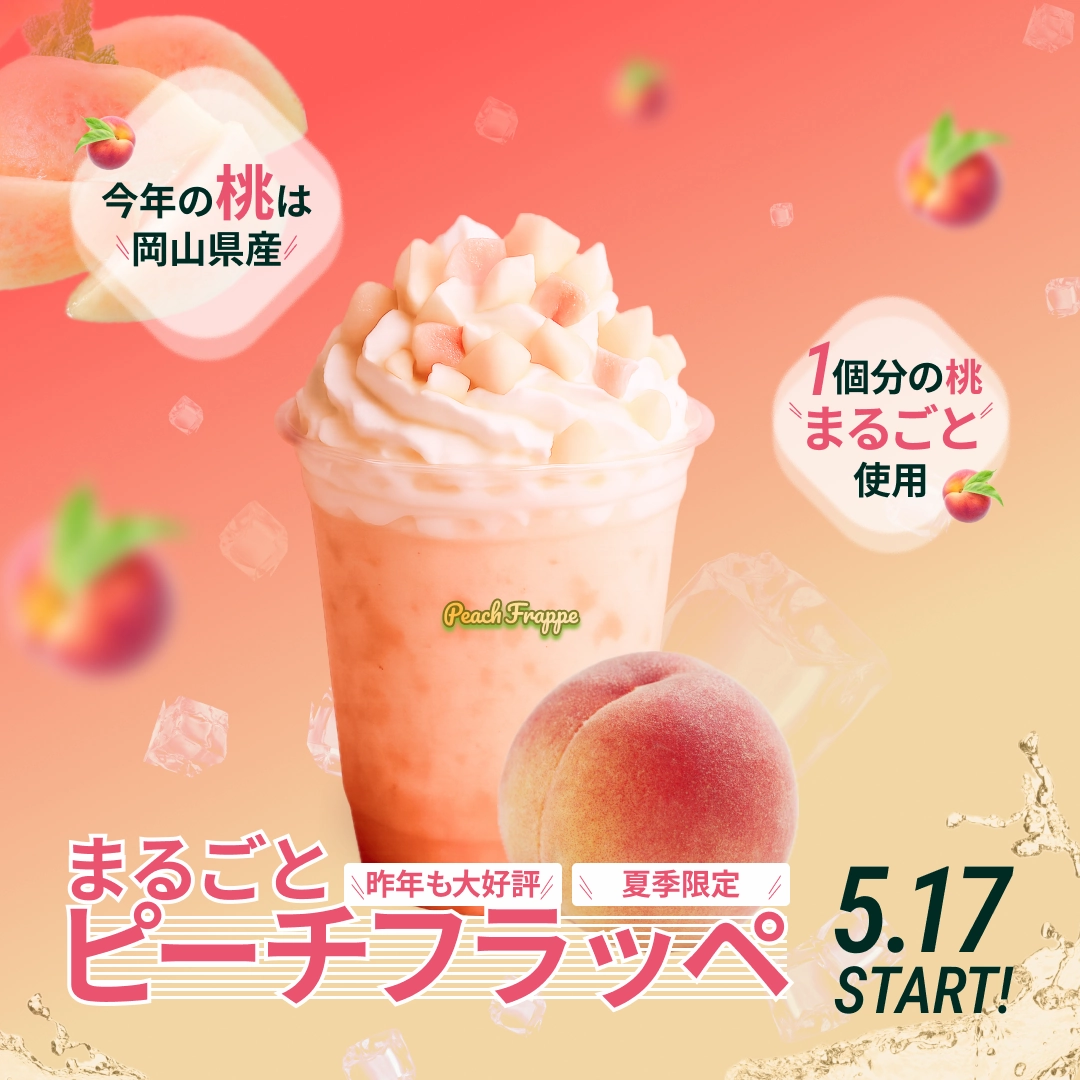 今年の桃は
岡山県産
1個分の桃
まるごと
使用
Peach Frappe
まるごと
昨年も大好評
夏季限定
ピーチフラッペ
5.17
START!